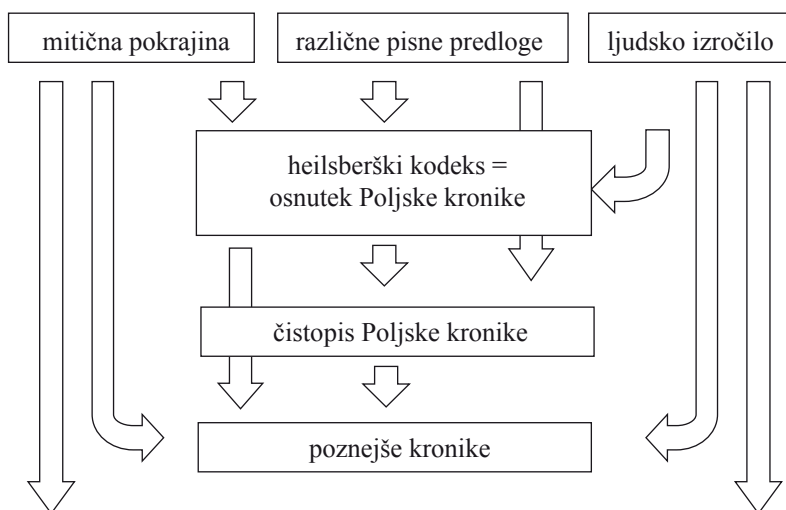 mitična pokrajina
različne pisne predloge
ljudsko izročilo
heilsberški kodeks =
osnutek Poljske kronike
čistopis Poljske kronike
poznejše kronike